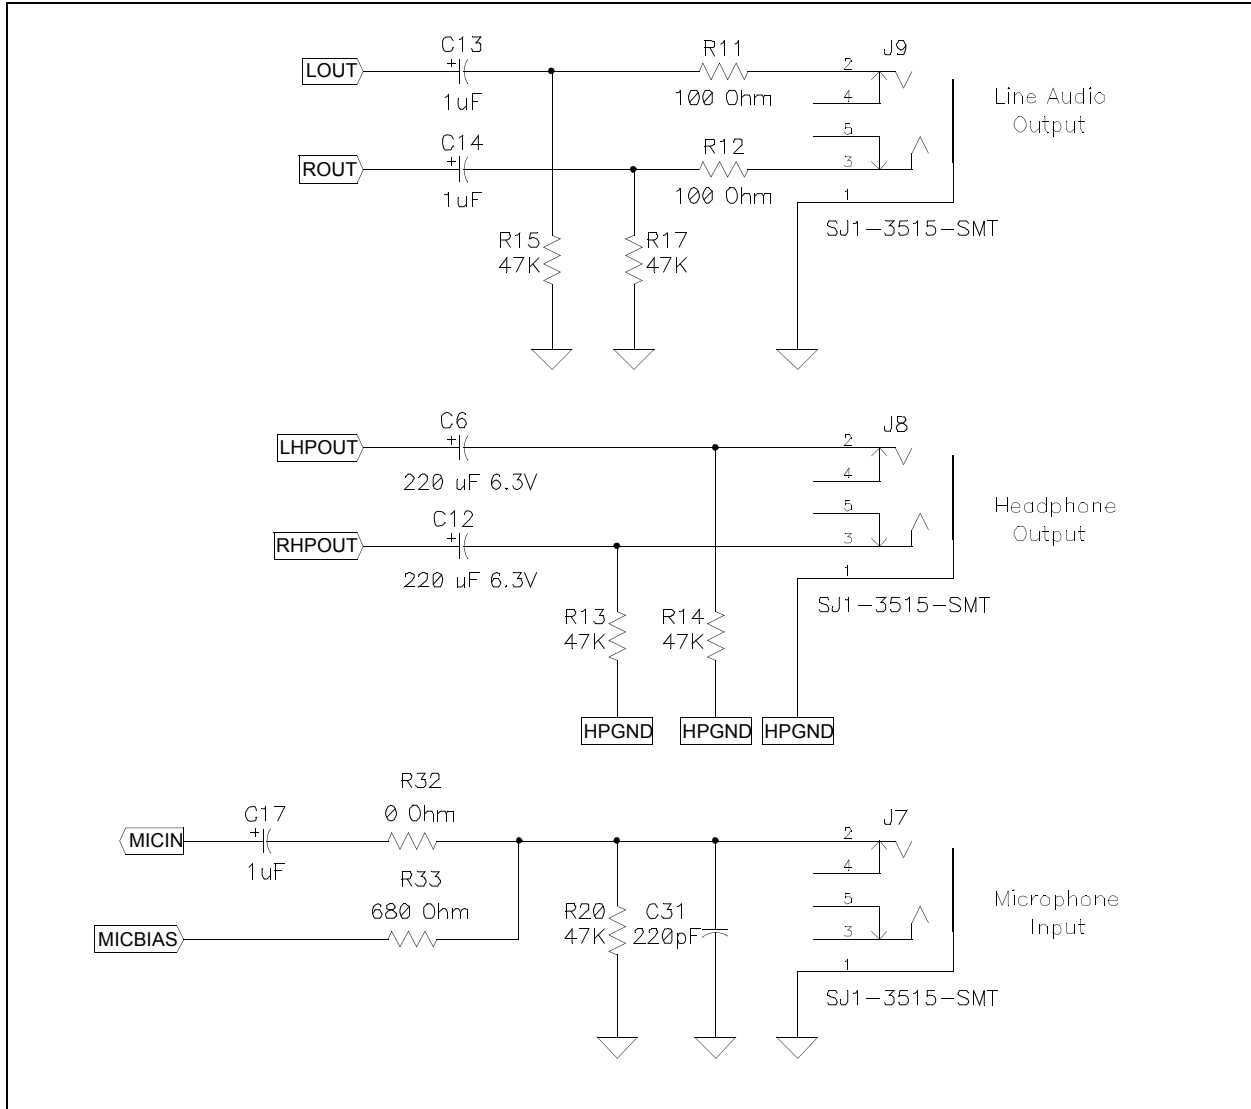 C13
LOUT
+
1uF
R11
100 Ohm
J9
2
4
5
3
1
Line Audio
Output
C14
ROUT
+
1uF
R12
100 Ohm
SJ1-3515-SMT
R15
47K
R17
47K
C6
LHPOUT
+
220 uF 6.3V
J8
2
4
5
3
1
Headphone
Output
C12
RHPOUT
+
220 uF 6.3V
SJ1-3515-SMT
R13
47K
R14
47K
HPGND
HPGND
HPGND
R32
0 Ohm
C17
MICIN
+
1uF
R33
680 Ohm
MICBIAS
R20
47K
C31
220pF
J7
2
4
5
3
1
Microphone
Input
SJ1-3515-SMT